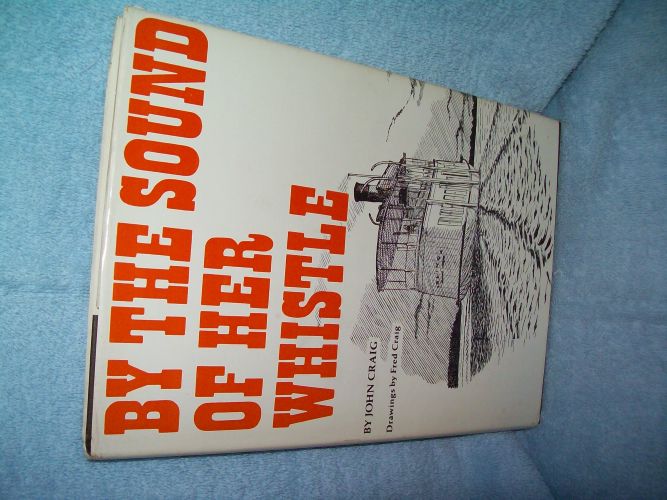 BY THE SOUND
OF HER
WHISTLE
BY JOHN CRAIG
Drawings by Fred Craig